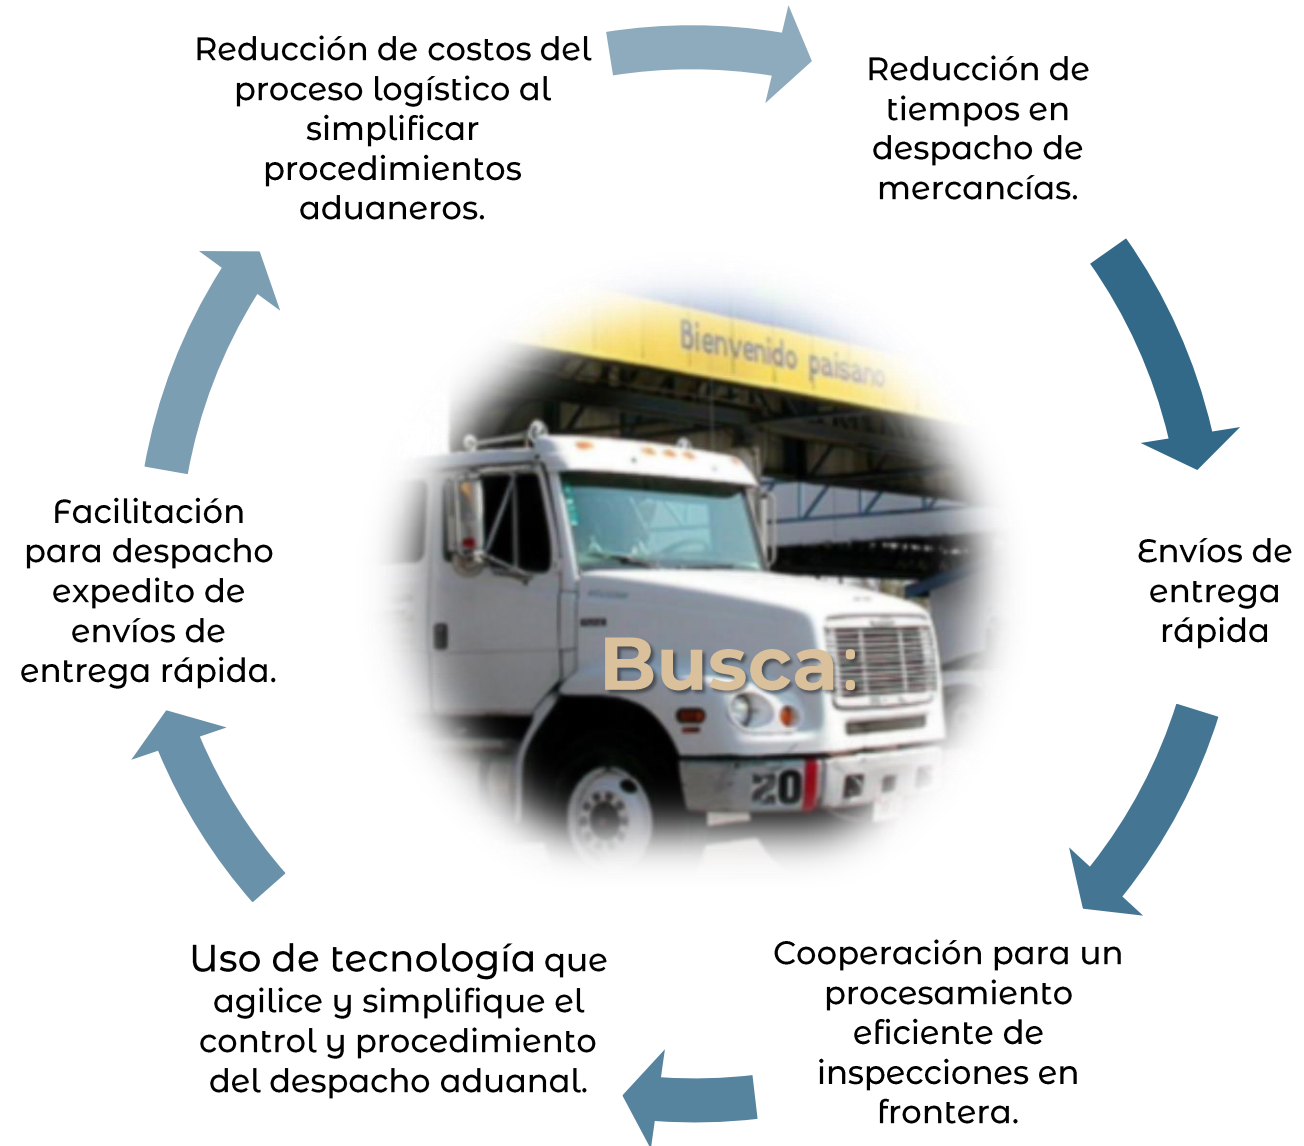 Reducción de costos del
proceso logístico al
simplificar
procedimientos
aduaneros.
Reducción de
tiempos en
despacho de
mercancías.
Envíos de
entrega
rápida
Cooperación para un
procesamiento
eficiente de
inspecciones en
frontera.
Uso de tecnología que
agilice y simplifique el
control y procedimiento
del despacho aduanal.
Facilitación
para despacho
expedito de
envíos de
entrega rápida.
Bienvenido paisano
Busca:
20